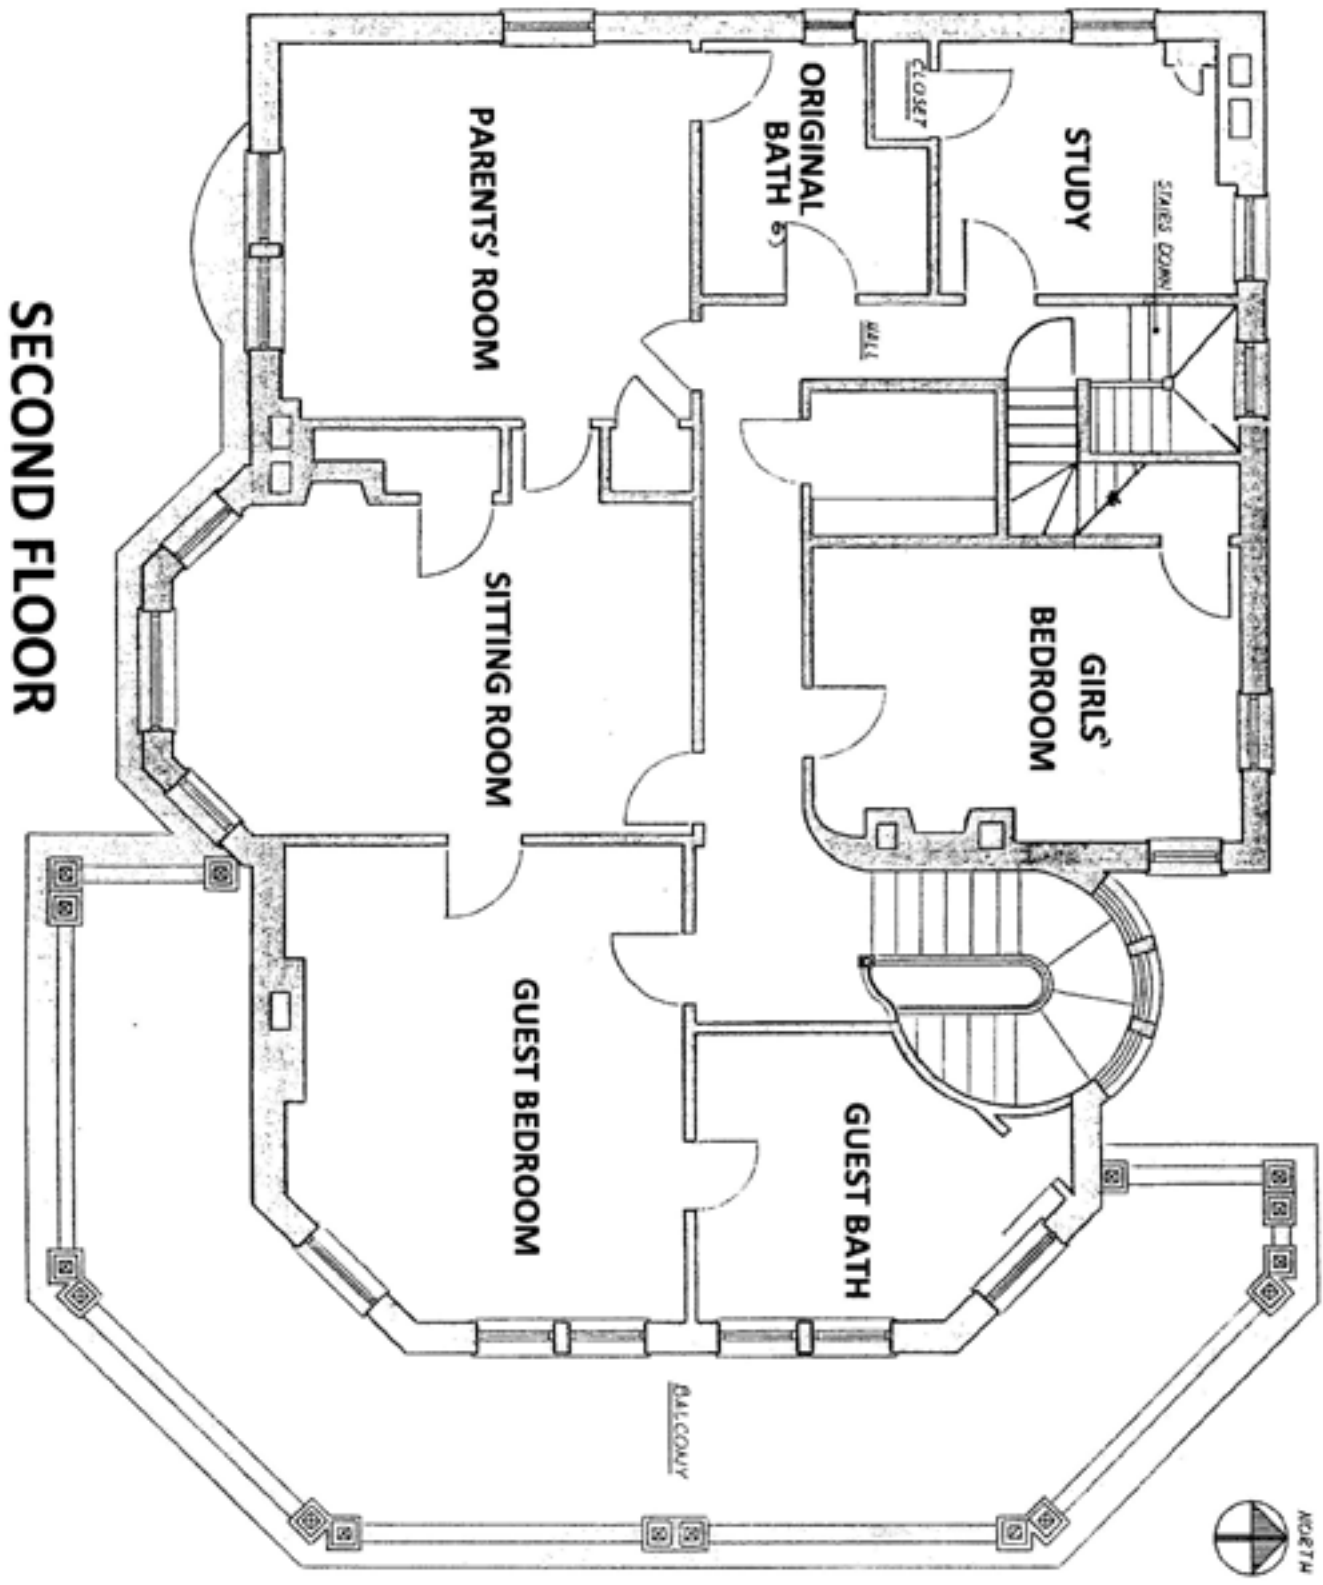 SECOND FLOOR
PARENTS' ROOM
ORIGINAL
BATH 6)
CLOSET
STUDY
STAIRS DOWN
HALL
SITTING ROOM
GIRLS'
BEDROOM
GUEST BEDROOM
GUEST BATH
BALCONY
NORTH